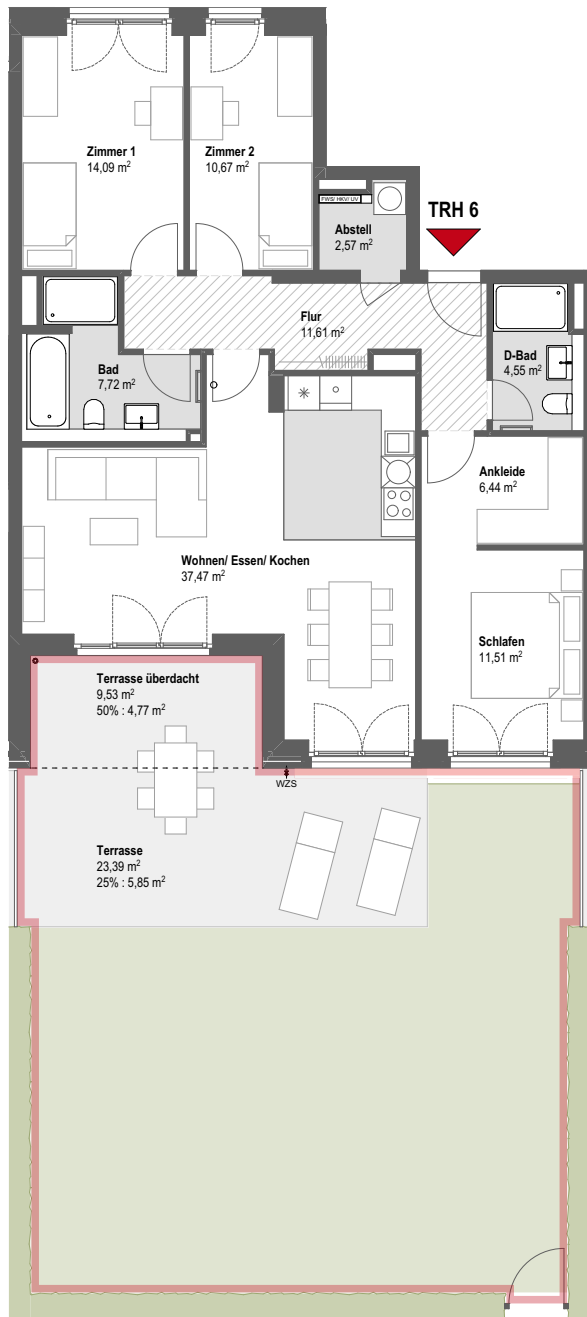 Zimmer 1
14,09 m²
Zimmer 2
10,67 m²
FWS/ HKV/ UV
Abstell
2,57 m²
TRH 6
Flur
11,61 m²
Bad
7,72 m²
D-Bad
4,55 m²
Ankleide
6,44 m²
Wohnen/ Essen/ Kochen
37,47 m²
Schlafen
11,51 m²
Terrasse überdacht
9,53 m²
50% : 4,77 m²
WZS
Terrasse
23,39 m²
25% : 5,85 m²